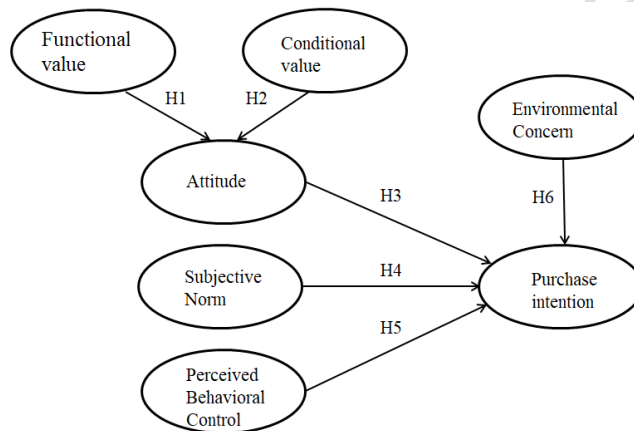 Functional
value
Conditional
value
H1
H2
Environmental
Concern
Attitude
H3
H6
Subjective
Norm
H4
Purchase
intention
H5
Perceived
Behavioral
Control